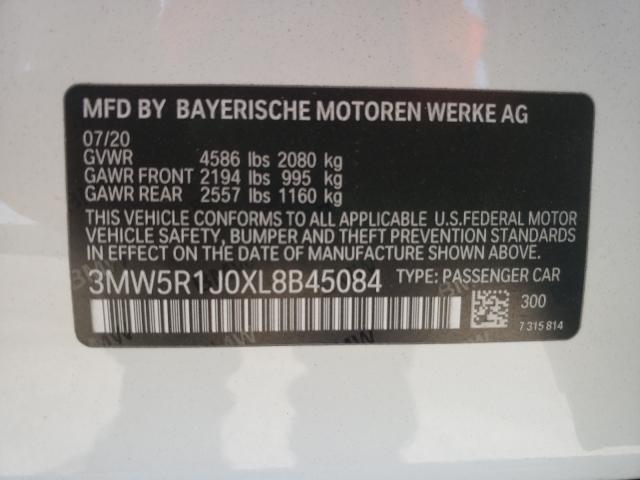 MFD BY BAYERISCHE MOTOREN WERKE AG
07/20
GVWR 4586 lbs 2080 kg
GAWR FRONT 2194 lbs 995 kg
GAWR REAR 2557 lbs 1160 kg
THIS VEHICLE CONFORMS TO ALL APPLICABLE U.S.FEDERAL MOTOR
VEHICLE SAFETY, BUMPER AND THEFT PREVENTION STANDARDS
IN EFFECT ON THE DATE OF MANUFACTURE SHOWN ABOVE.
3MW5R1J0XL8B45084 TYPE: PASSENGER CAR
300
7 315 814